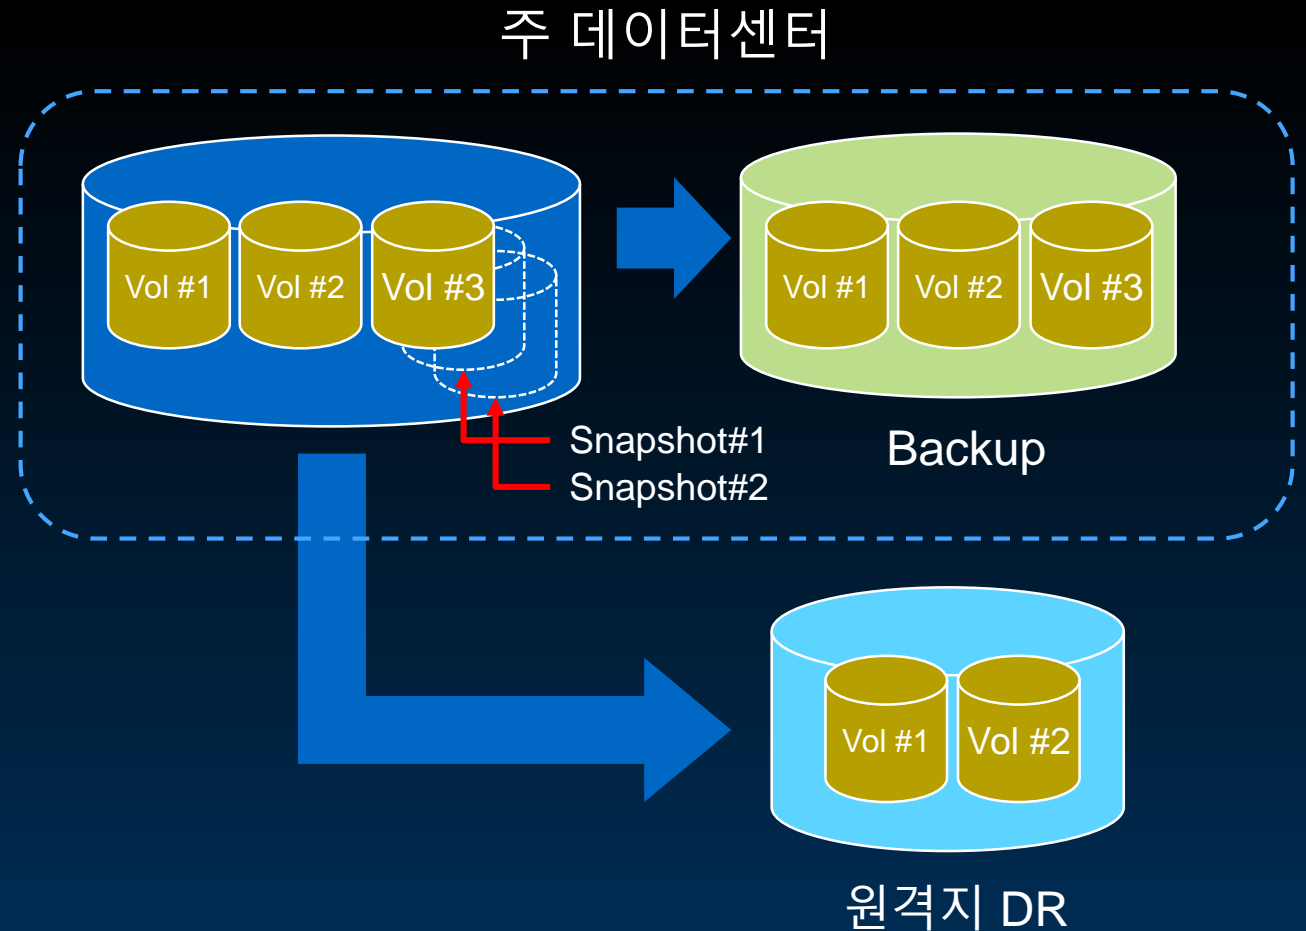 주 데이터센터
Vol #1 Vol #2 Vol #3
Vol #1 Vol #2 Vol #3
Snapshot#1
Snapshot#2
Backup
Vol #1 Vol #2
원격지 DR